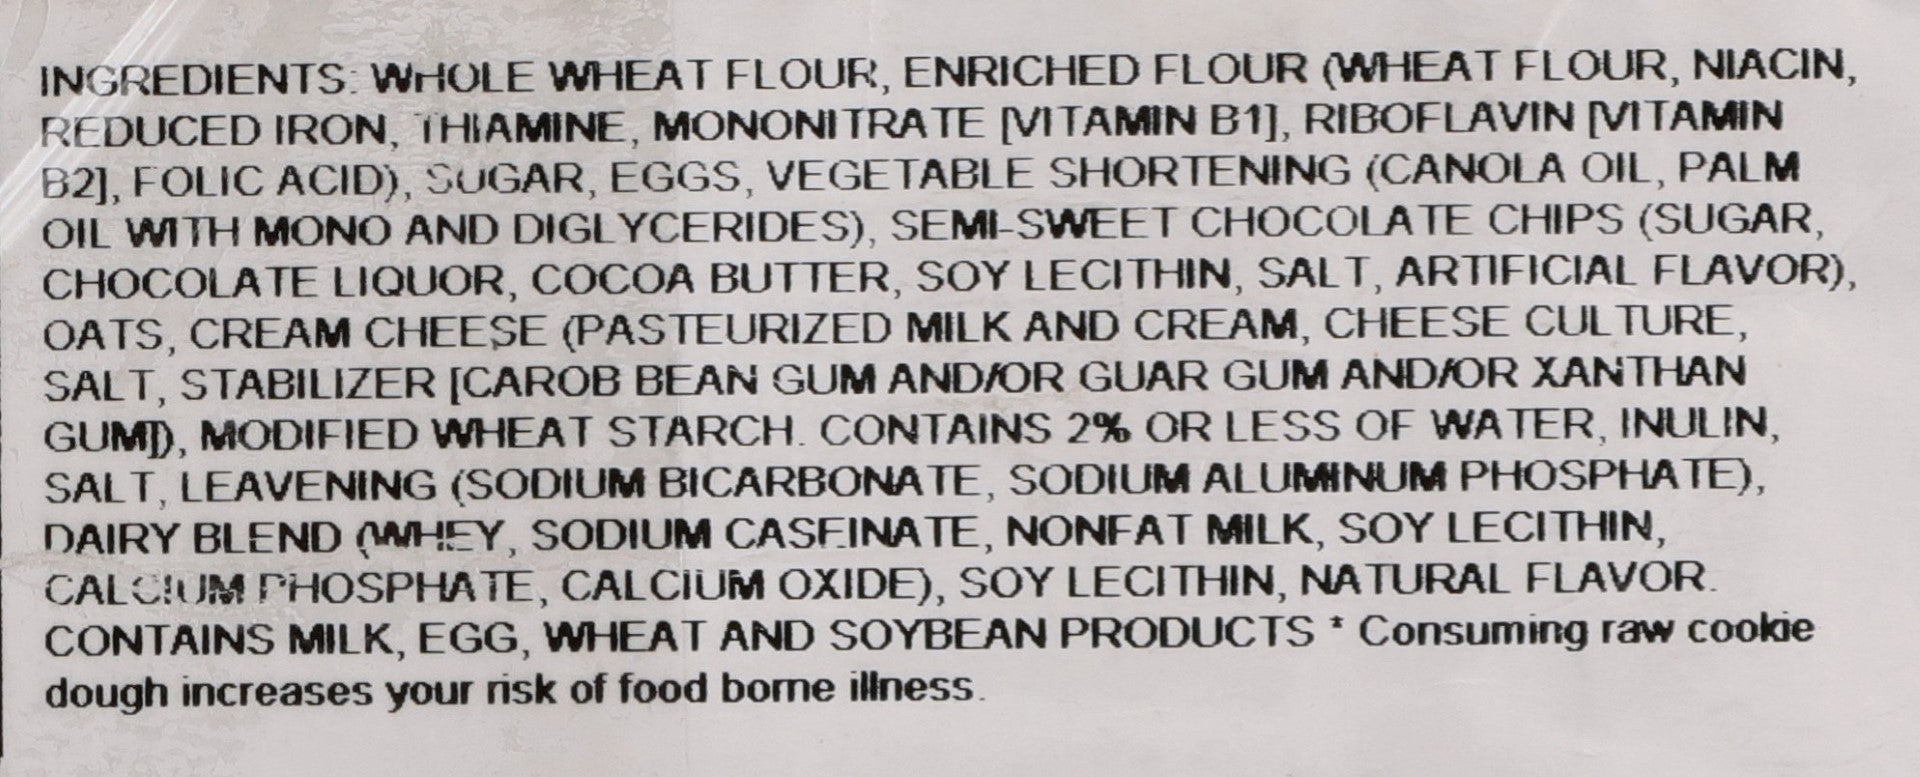 INGREDIENTS: WHOLE WHEAT FLOUR, ENRICHED FLOUR (WHEAT FLOUR, NIACIN,
REDUCED IRON, THIAMINE, MONONITRATE [VITAMIN B1], RIBOFLAVIN [VITAMIN
B2], FOLIC ACID), SUGAR, EGGS, VEGETABLE SHORTENING (CANOLA OIL, PALM
OIL WITH MONO AND DIGLYCERIDES), SEMI-SWEET CHOCOLATE CHIPS (SUGAR,
CHOCOLATE LIQUOR, COCOA BUTTER, SOY LECITHIN, SALT, ARTIFICIAL FLAVOR),
OATS, CREAM CHEESE (PASTEURIZED MILK AND CREAM, CHEESE CULTURE,
SALT, STABILIZER [CAROB BEAN GUM AND/OR GUAR GUM AND/OR XANTHAN
GUM]), MODIFIED WHEAT STARCH. CONTAINS 2% OR LESS OF WATER, INULIN,
SALT, LEAVENING (SODIUM BICARBONATE, SODIUM ALUMINUM PHOSPHATE),
DAIRY BLEND (WHEY, SODIUM CASEINATE, NONFAT MILK, SOY LECITHIN,
CALCIUM PHOSPHATE, CALCIUM OXIDE), SOY LECITHIN, NATURAL FLAVOR.
CONTAINS MILK, EGG, WHEAT AND SOYBEAN PRODUCTS * Consuming raw cookie
dough increases your risk of food borne illness.